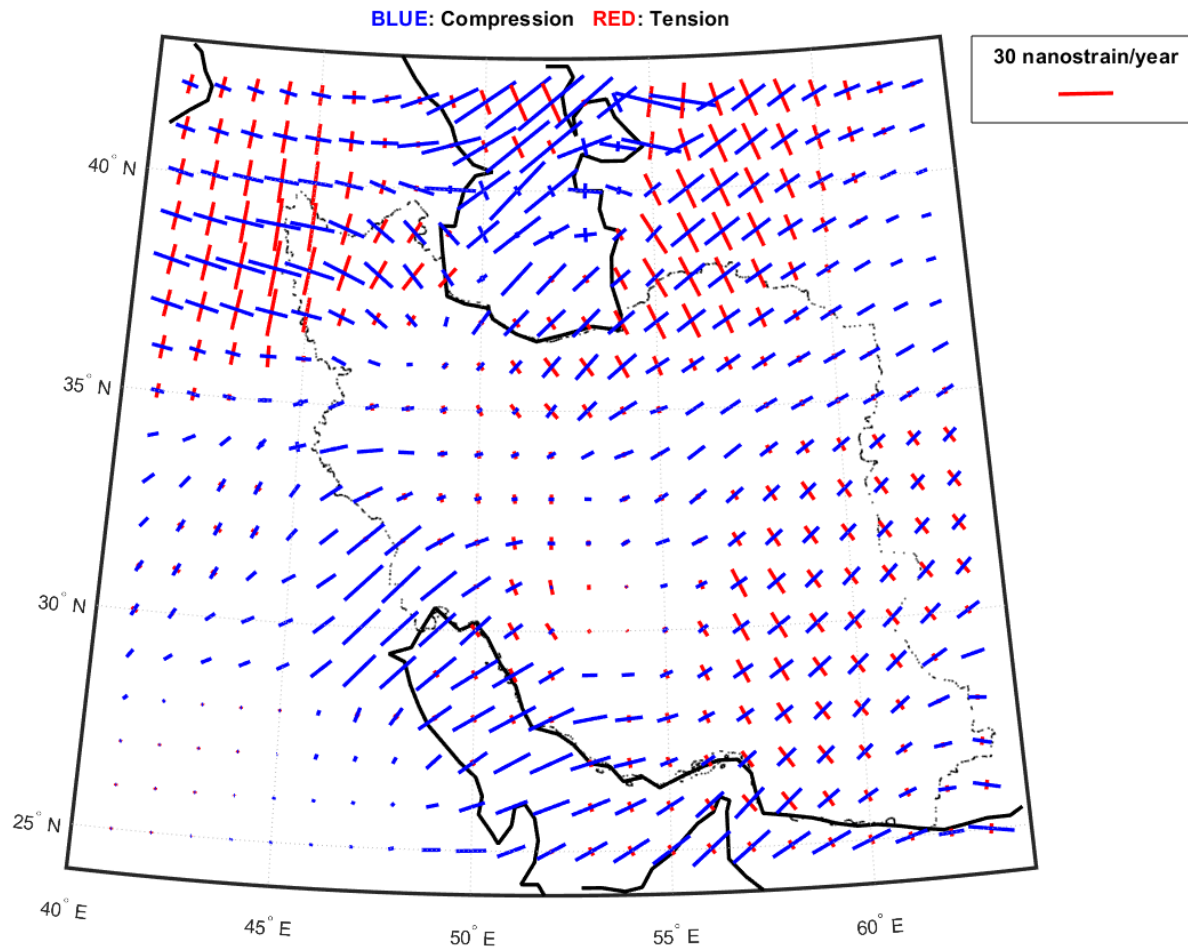 BLUE: Compression RED: Tension
30 nanostrain/year
40° N
35° N
30° N
25° N
40° E
45° E
50° E
55° E
60° E